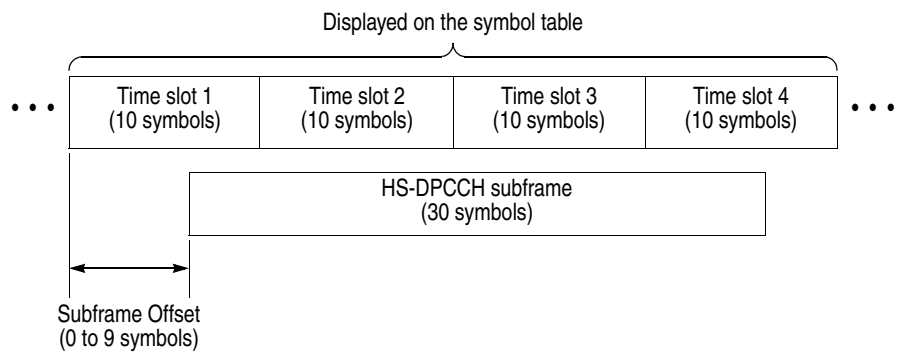 Displayed on the symbol table
Time slot 1
(10 symbols)
Time slot 2
(10 symbols)
Time slot 3
(10 symbols)
Time slot 4
(10 symbols)
HS-DPCCH subframe
(30 symbols)
Subframe Offset
(0 to 9 symbols)